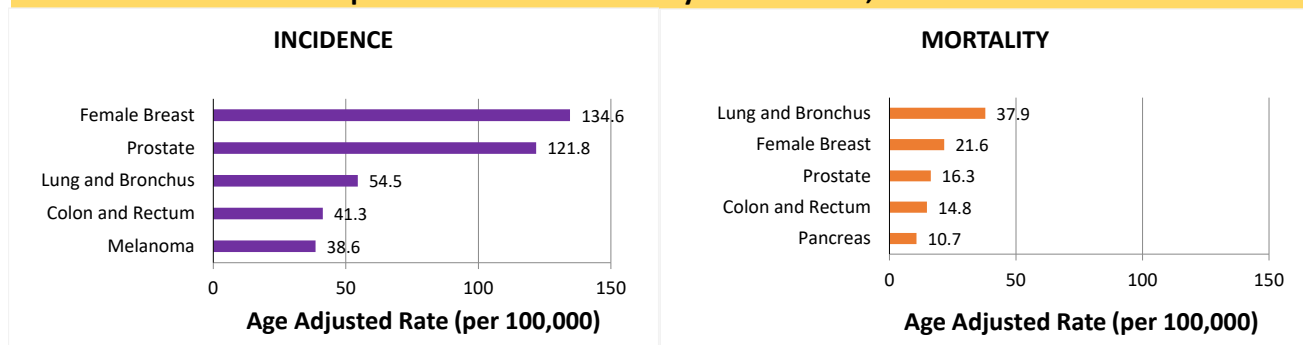 INCIDENCE
Female Breast 134.6
Prostate 121.8
Lung and Bronchus 54.5
Colon and Rectum 41.3
Melanoma 38.6
0 50 100 150
Age Adjusted Rate (per 100,000)
MORTALITY
Lung and Bronchus 37.9
Female Breast 21.6
Prostate 16.3
Colon and Rectum 14.8
Pancreas 10.7
0 50 100 150
Age Adjusted Rate (per 100,000)